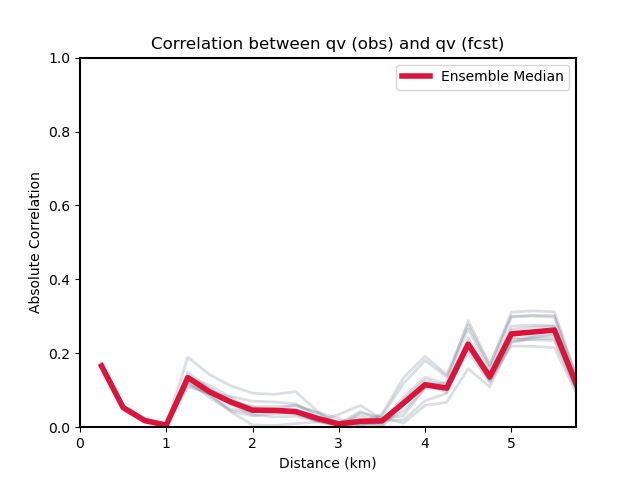 Correlation between qv (obs) and qv (fcst)
Ensemble Median
1.0
0.8
0.6
0.4
0.2
0.0
Absolute Correlation
0 1 2 3 4 5
Distance (km)